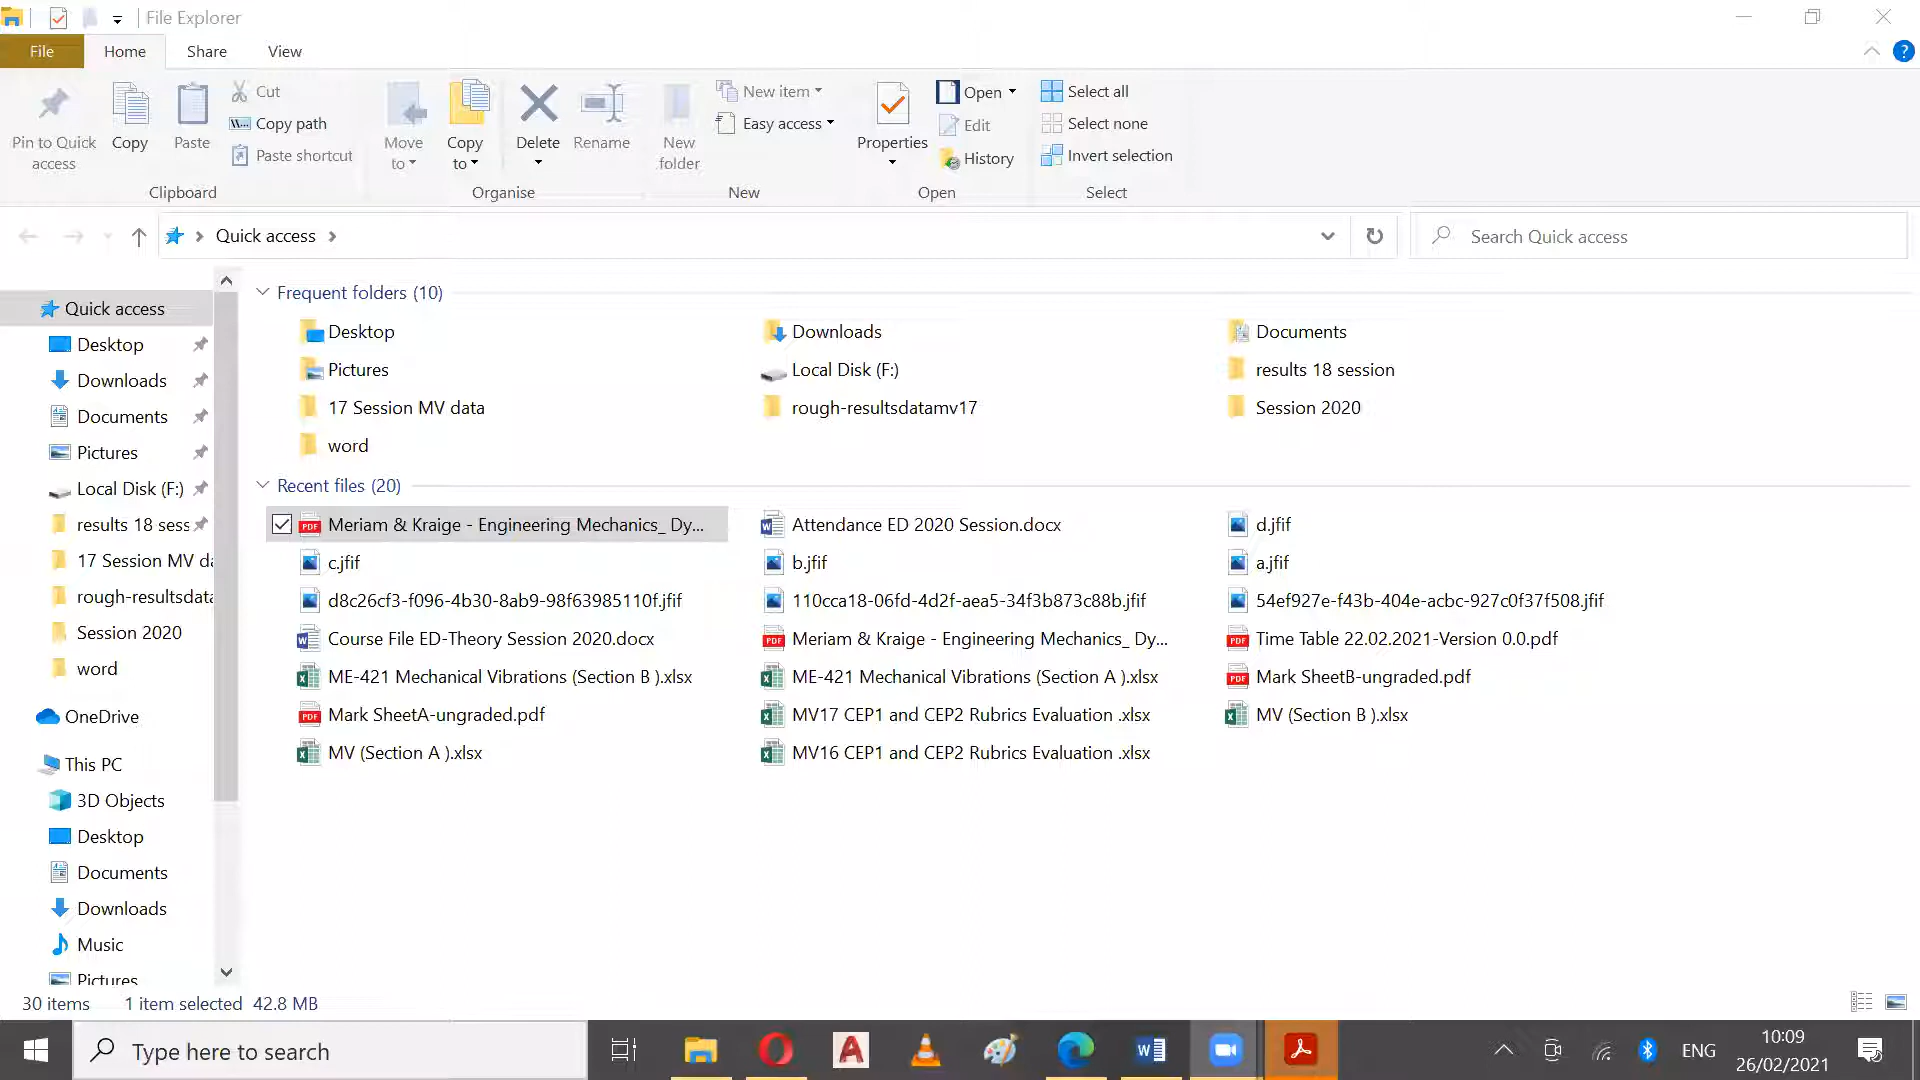 File Explorer
File Home Share View
Pin to Quick access
Copy
Paste
Cut
Copy path
Paste shortcut
Clipboard
Move to
Copy to
Delete
Rename
Organise
New folder
New item
Easy access
New
Properties
Open
Edit
History
Open
Select all
Select none
Invert selection
Select
Quick access
Search Quick access
Quick access
Desktop
Downloads
Documents
Pictures
Local Disk (F:)
results 18 sess
17 Session MV da
rough-resultsdata
Session 2020
word
OneDrive
This PC
3D Objects
Desktop
Documents
Downloads
Music
Pictures
Frequent folders (10)
Desktop Downloads Documents
Pictures Local Disk (F:) results 18 session
17 Session MV data rough-resultsdatamv17 Session 2020
word
Recent files (20)
Meriam & Kraige - Engineering Mechanics_ Dy... Attendance ED 2020 Session.docx d.jfif
c.jfif b.jfif a.jfif
d8c26cf3-f096-4b30-8ab9-98f63985110f.jfif 110cca18-06fd-4d2f-aea5-34f3b873c88b.jfif 54ef927e-f43b-404e-acbc-927c0f37f508.jfif
Course File ED-Theory Session 2020.docx Meriam & Kraige - Engineering Mechanics_ Dy... Time Table 22.02.2021-Version 0.0.pdf
ME-421 Mechanical Vibrations (Section B ).xlsx ME-421 Mechanical Vibrations (Section A ).xlsx Mark SheetB-ungraded.pdf
Mark SheetA-ungraded.pdf MV17 CEP1 and CEP2 Rubrics Evaluation .xlsx MV (Section B ).xlsx
MV (Section A ).xlsx MV16 CEP1 and CEP2 Rubrics Evaluation .xlsx
30 items 1 item selected 42.8 MB
Type here to search
ENG
10:09
26/02/2021